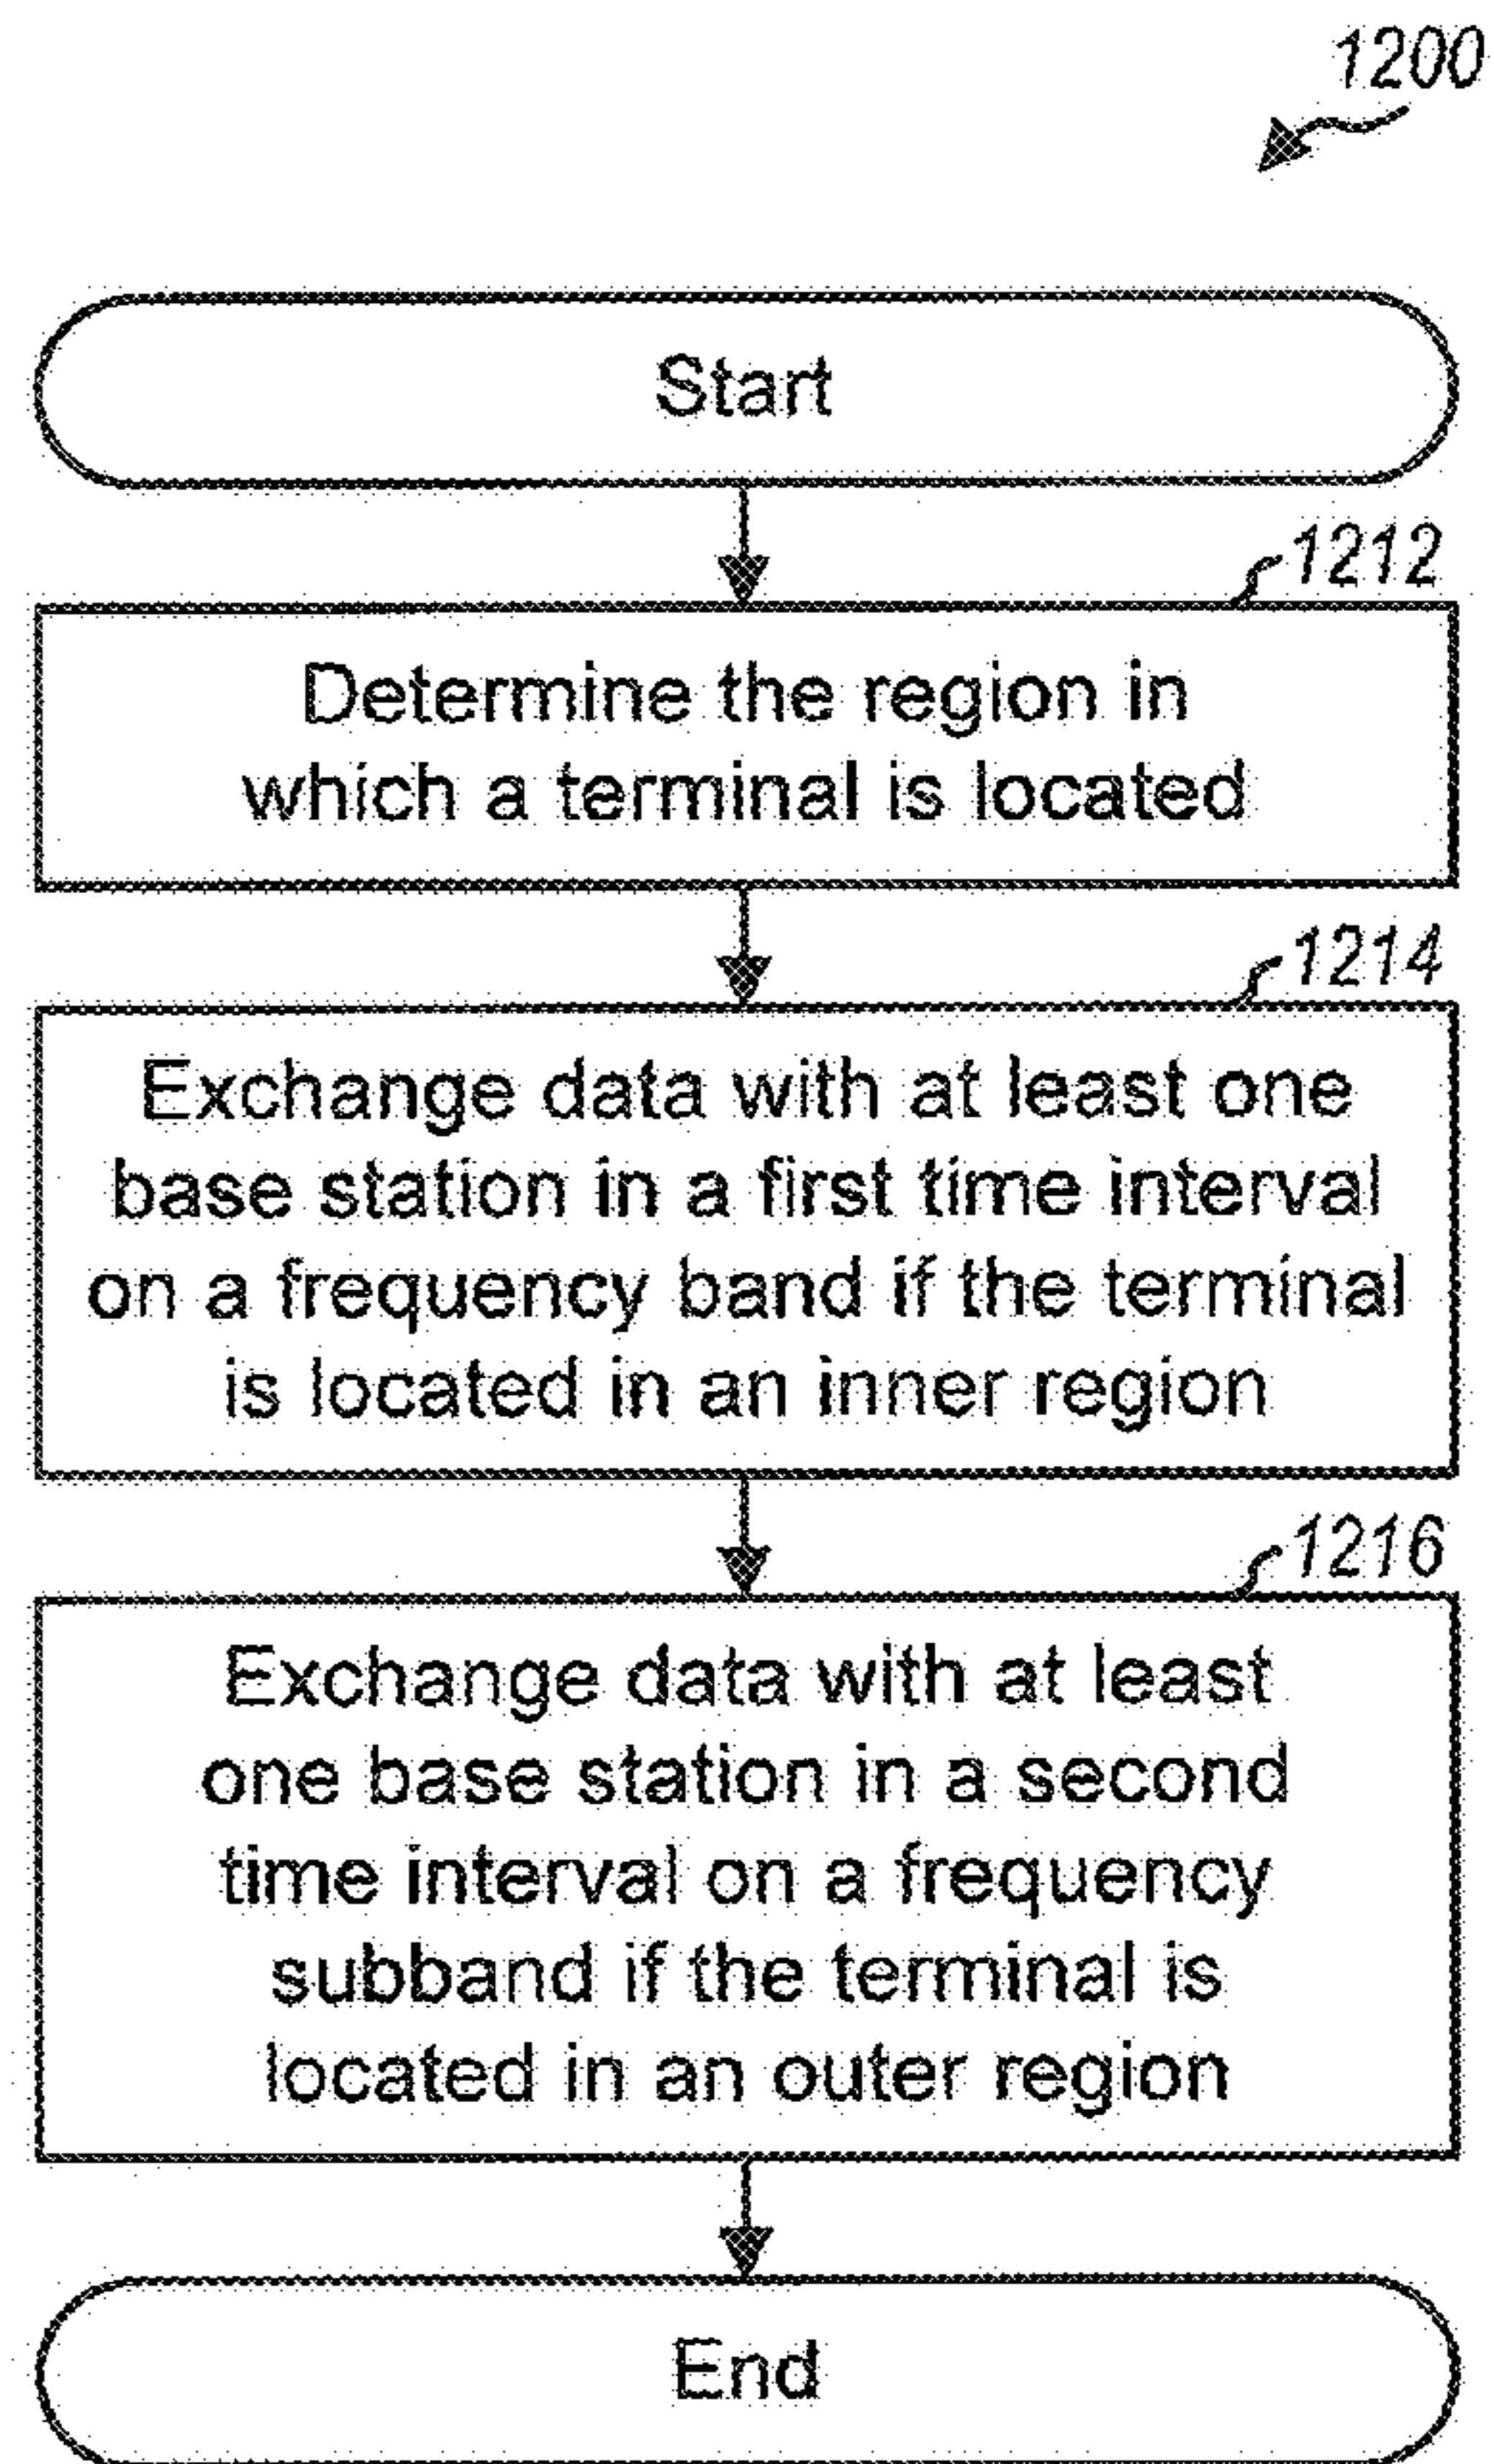 1200
Start
1212
Determine the region in
which a terminal is located
1214
Exchange data with at least one
base station in a first time interval
on a frequency band if the terminal
is located in an inner region
1216
Exchange data with at least
one base station in a second
time interval on a frequency
subband if the terminal is
located in an outer region
End